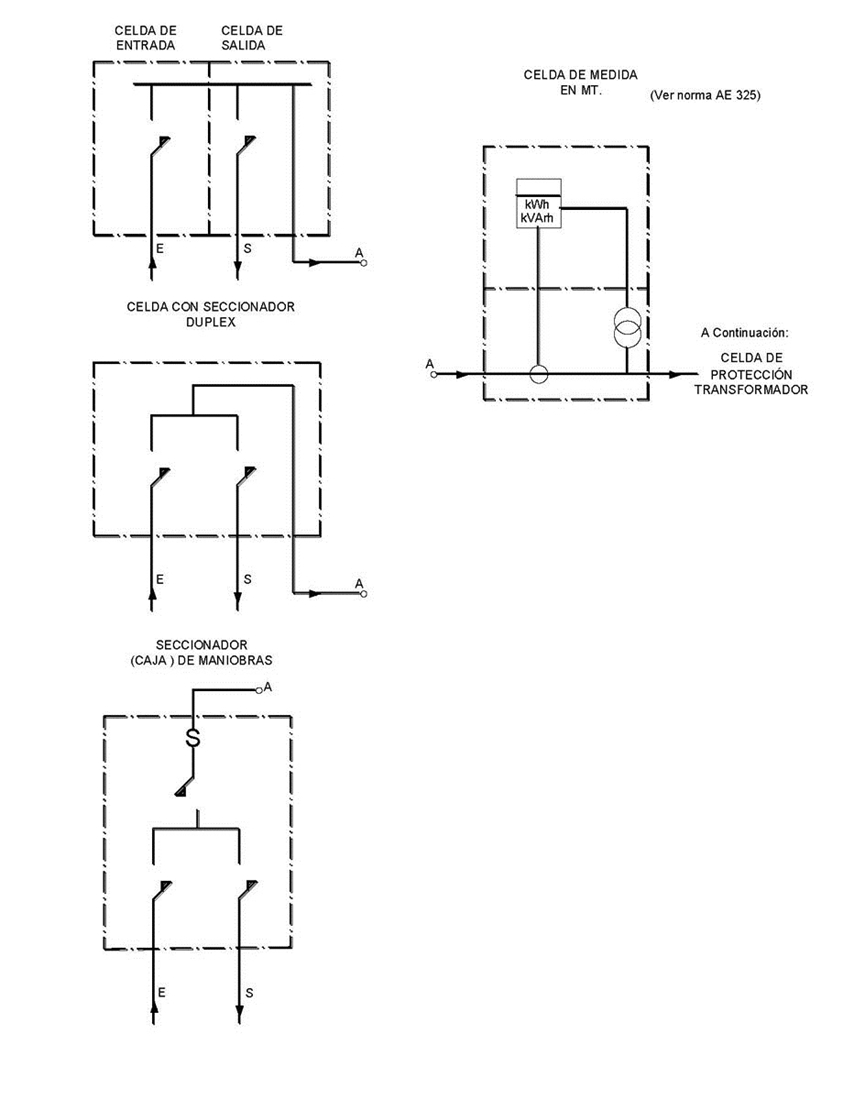 CELDA DE
ENTRADA
CELDA DE
SALIDA
E
S
A
CELDA CON SECCIONADOR
DUPLEX
E
S
A
SECCIONADOR
(CAJA ) DE MANIOBRAS
A
S
E
S
CELDA DE MEDIDA
EN MT.
(Ver norma AE 325)
kWh
kVArh
A
A Continuación:
CELDA DE
PROTECCIÓN
TRANSFORMADOR